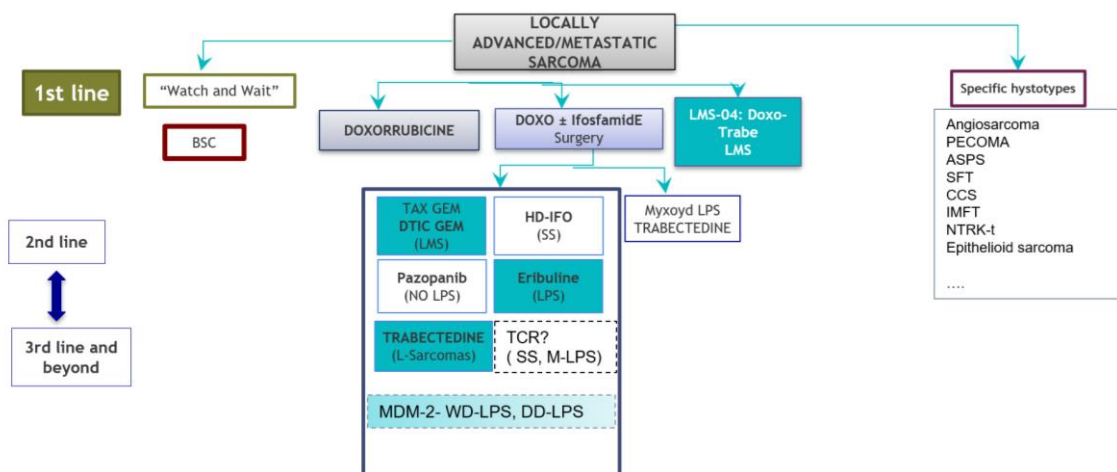 LOCALLY
ADVANCED/METASTATIC
SARCOMA
1st line
“Watch and Wait”
BSC
DOXORRUBICINE
DOXO ± IfosfamidE
Surgery
LMS-04: Doxo-
Trabe
LMS
Specific hystotypes
Angiosarcoma
PECOMA
ASPS
SFT
CCS
IMFT
NTRK-t
Epithelioid sarcoma
....
2nd line
3rd line and
beyond
TAX GEM
DTIC GEM
(LMS)
HD-IFO
(SS)
Myxoyd LPS
TRABECTEDINE
Pazopanib
(NO LPS)
Eribuline
(LPS)
TRABECTEDINE
(L-Sarcomas)
TCR?
( SS, M-LPS)
MDM-2- WD-LPS, DD-LPS